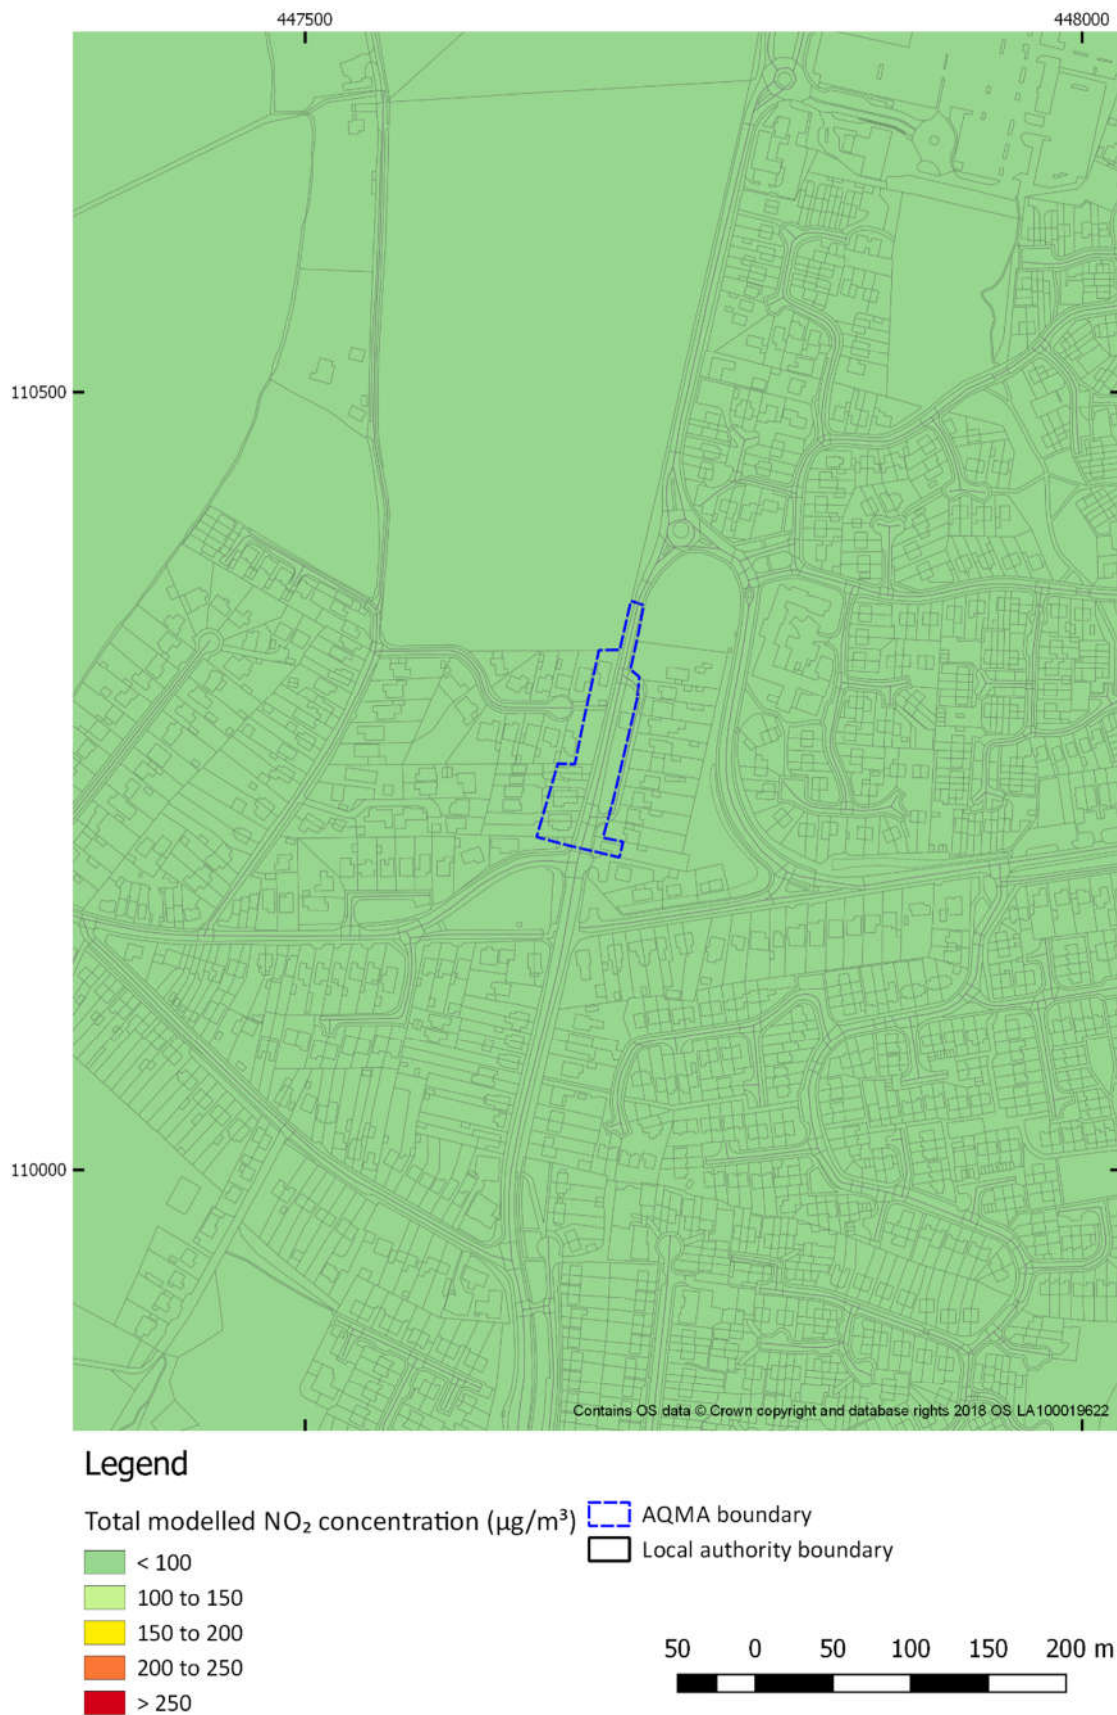 447500 448000
110500
110000
Contains OS data © Crown copyright and database rights 2018 OS LA100019622
Legend
Total modelled NO₂ concentration (µg/m³)
< 100
100 to 150
150 to 200
200 to 250
> 250
AQMA boundary
Local authority boundary
50 0 50 100 150 200 m